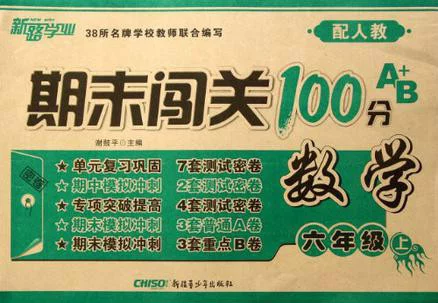 新路学业
38所名牌学校教师联合编写
配人教
期末闯关100分
A+B
谢鼓平 主编
★ 单元复习巩固 7套测试密卷
★ 期中模拟冲刺 2套测试密卷
★ 专项突破提高 4套测试密卷
★ 期末模拟冲刺 3套普通A卷
★ 期末模拟冲刺 3套重点B卷
数学
六年级 上
CHISO 新疆青少年出版社